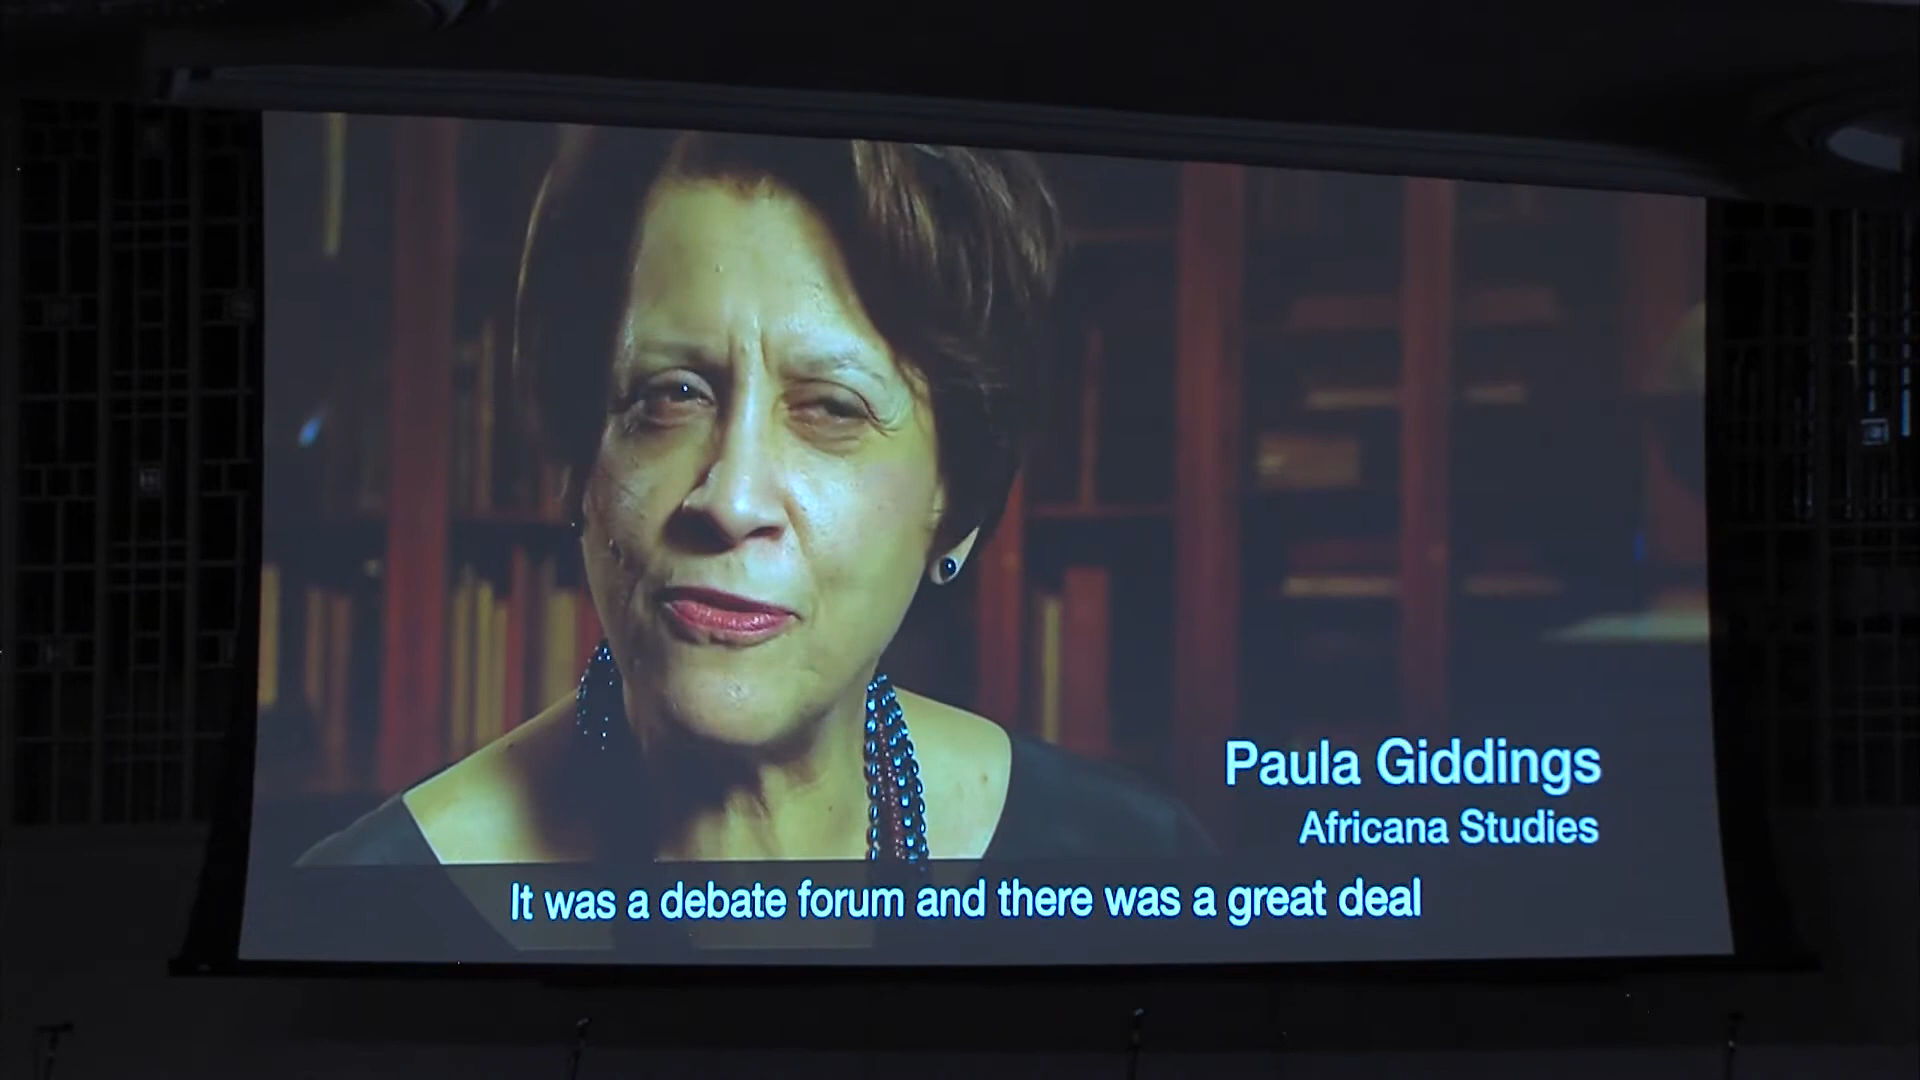 Paula Giddings
Africana Studies
It was a debate forum and there was a great deal